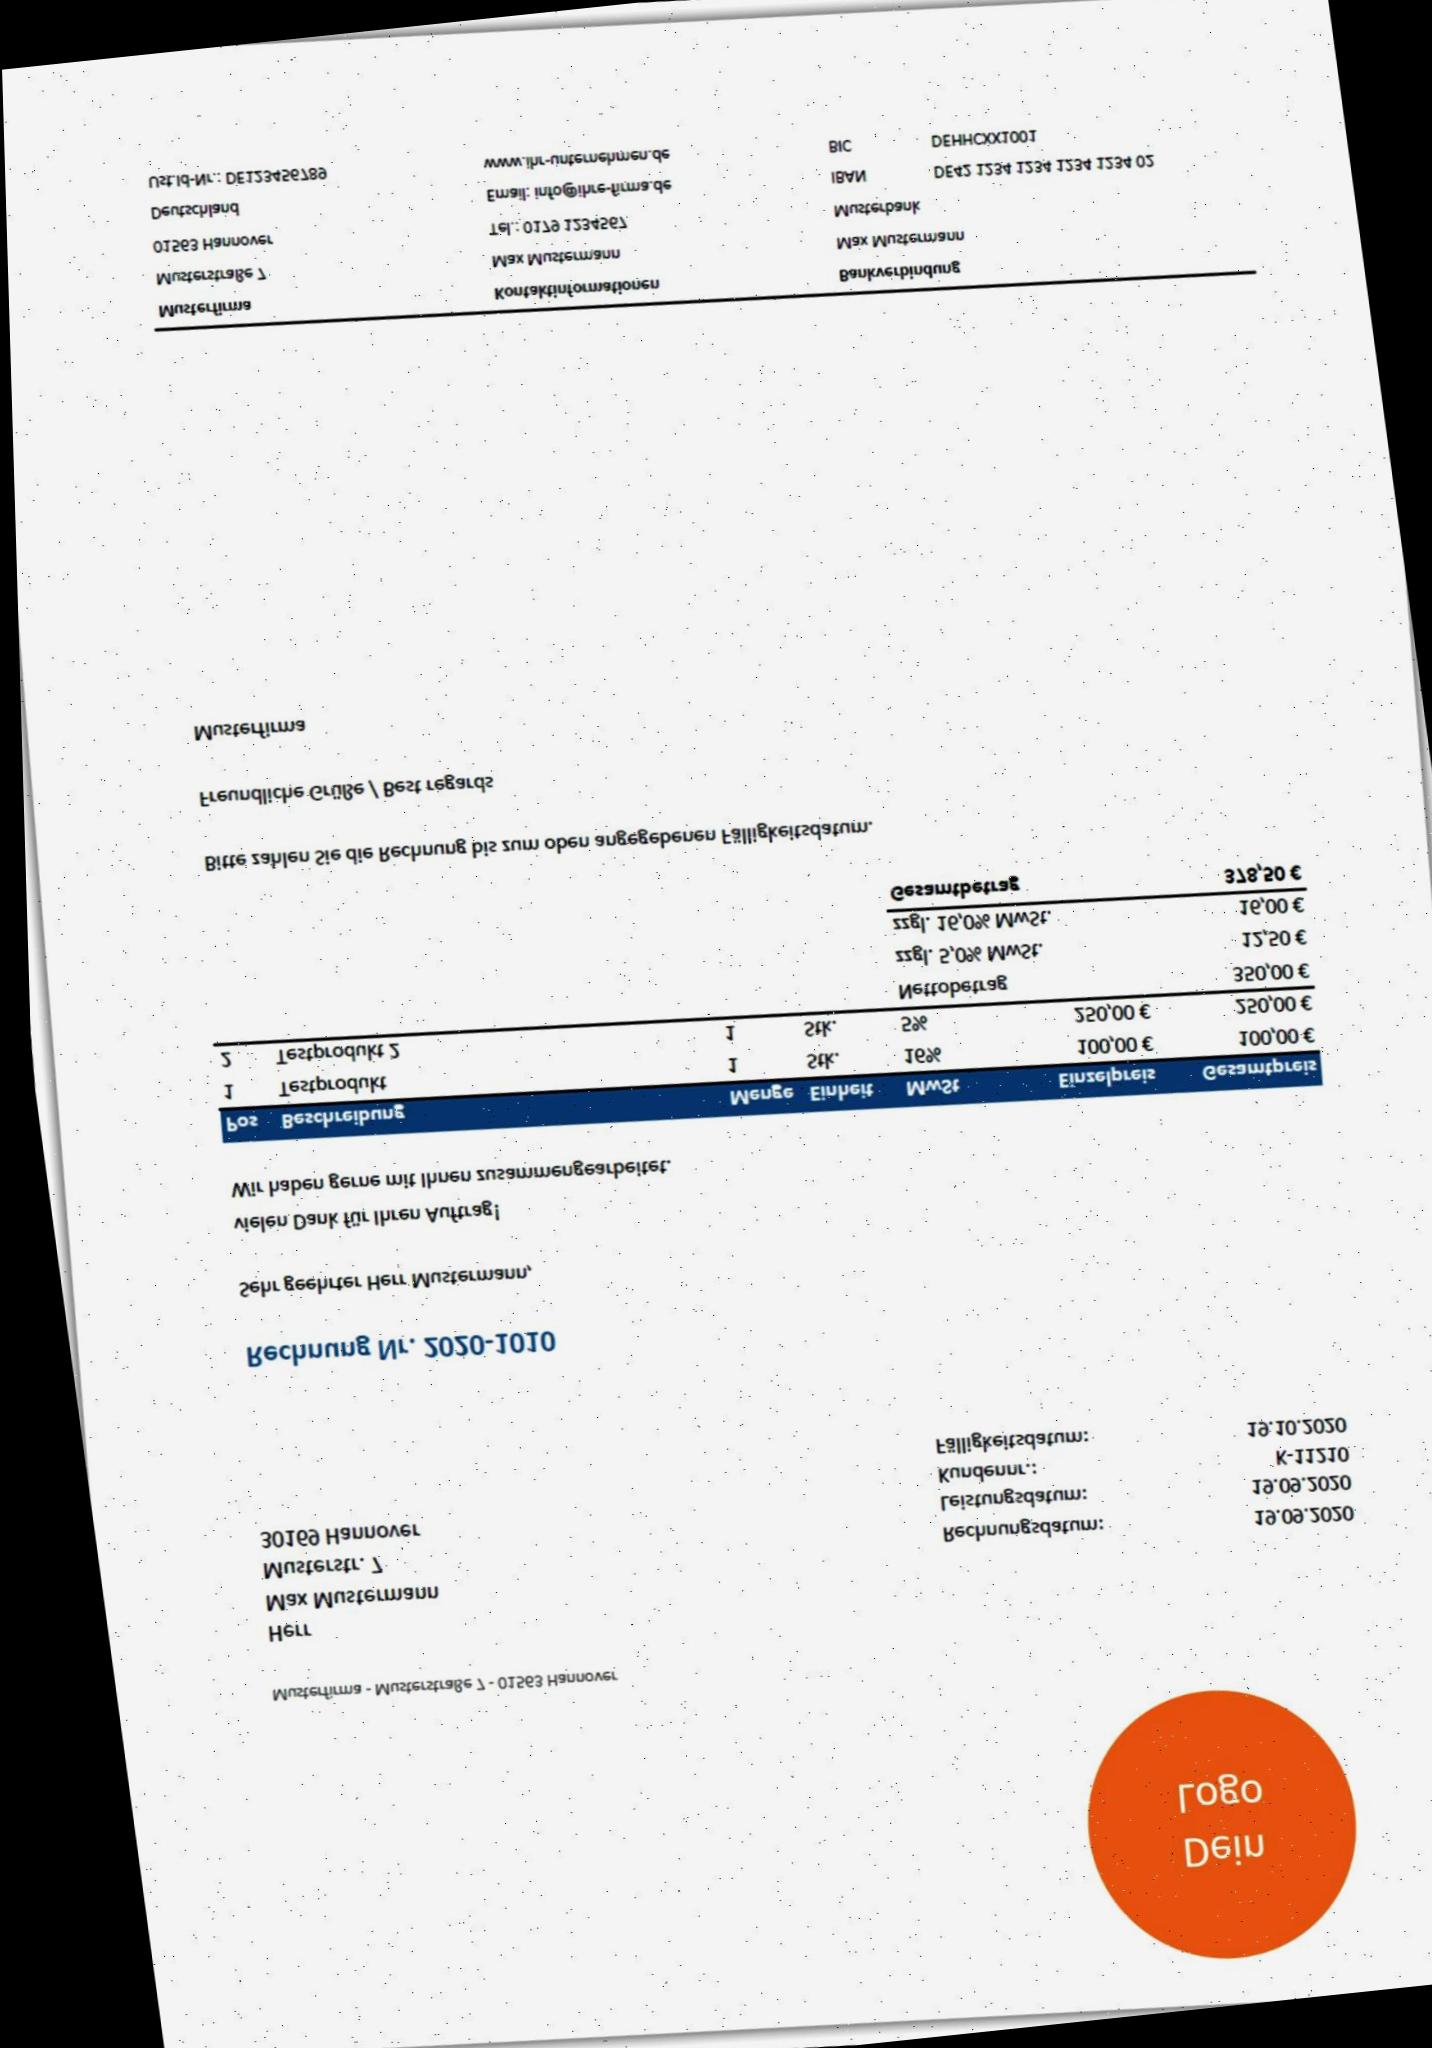 Dein
Logo
Musterfirma - Musterstraße 7 - 01563 Hannover
Herr
Max Mustermann
Musterstr. 7
30169 Hannover
Rechnungsdatum: 19.09.2020
Leistungsdatum: 19.09.2020
Kundennr.: K-11210
Fälligkeitsdatum: 19.10.2020
Rechnung Nr. 2020-1010
Sehr geehrter Herr Mustermann,
vielen Dank für Ihren Auftrag!
Wir haben gerne mit Ihnen zusammengearbeitet.
Pos Beschreibung Menge Einheit MwSt Einzelpreis Gesamtpreis
1 Testprodukt 1 Stk. 16% 100,00 € 100,00 €
2 Testprodukt 2 1 Stk. 5% 250,00 € 250,00 €
Nettobetrag 350,00 €
zzgl. 5,0% MwSt. 12,50 €
zzgl. 16,0% MwSt. 16,00 €
Gesamtbetrag 378,50 €
Bitte zahlen Sie die Rechnung bis zum oben angegebenen Fälligkeitsdatum.
Freundliche Grüße / Best regards
Musterfirma
Musterfirma
Musterstraße 7
01563 Hannover
Deutschland
Ust.Id-Nr.: DE123456789
Kontaktinformationen
Max Mustermann
Tel.: 0179 1234567
Email: info@ihre-firma.de
www.ihr-unternehmen.de
Bankverbindung
Max Mustermann
Musterbank
IBAN DE42 1234 1234 1234 1234 02
BIC DEHHCXX1001